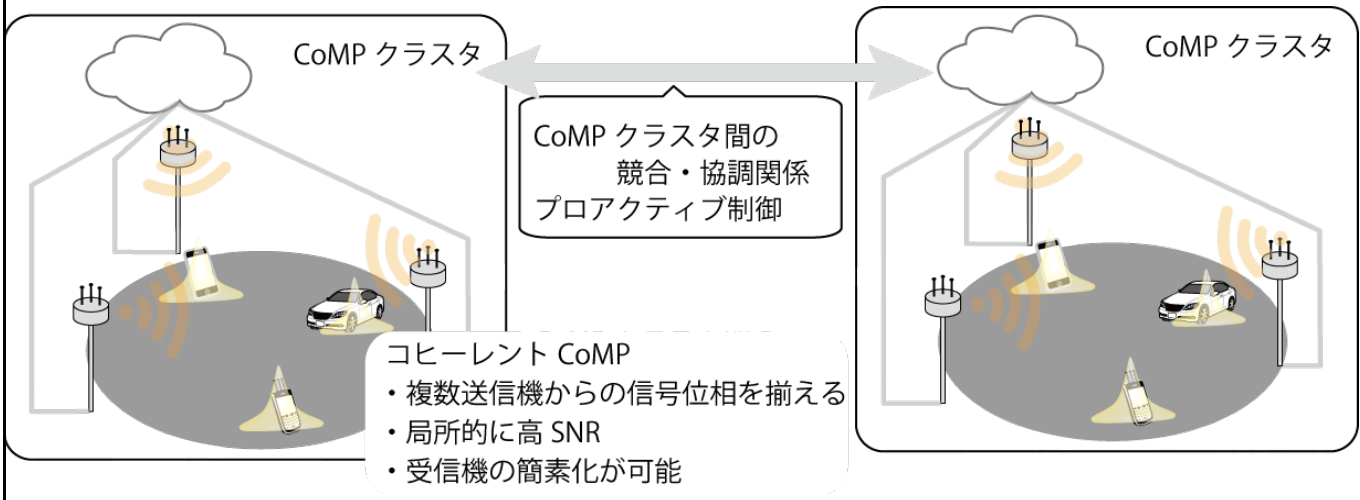 CoMP クラスタ
CoMP クラスタ
CoMP クラスタ間の
競合・協調関係
プロアクティブ制御
コヒーレント CoMP
・複数送信機からの信号位相を揃える
・局所的に高 SNR
・受信機の簡素化が可能